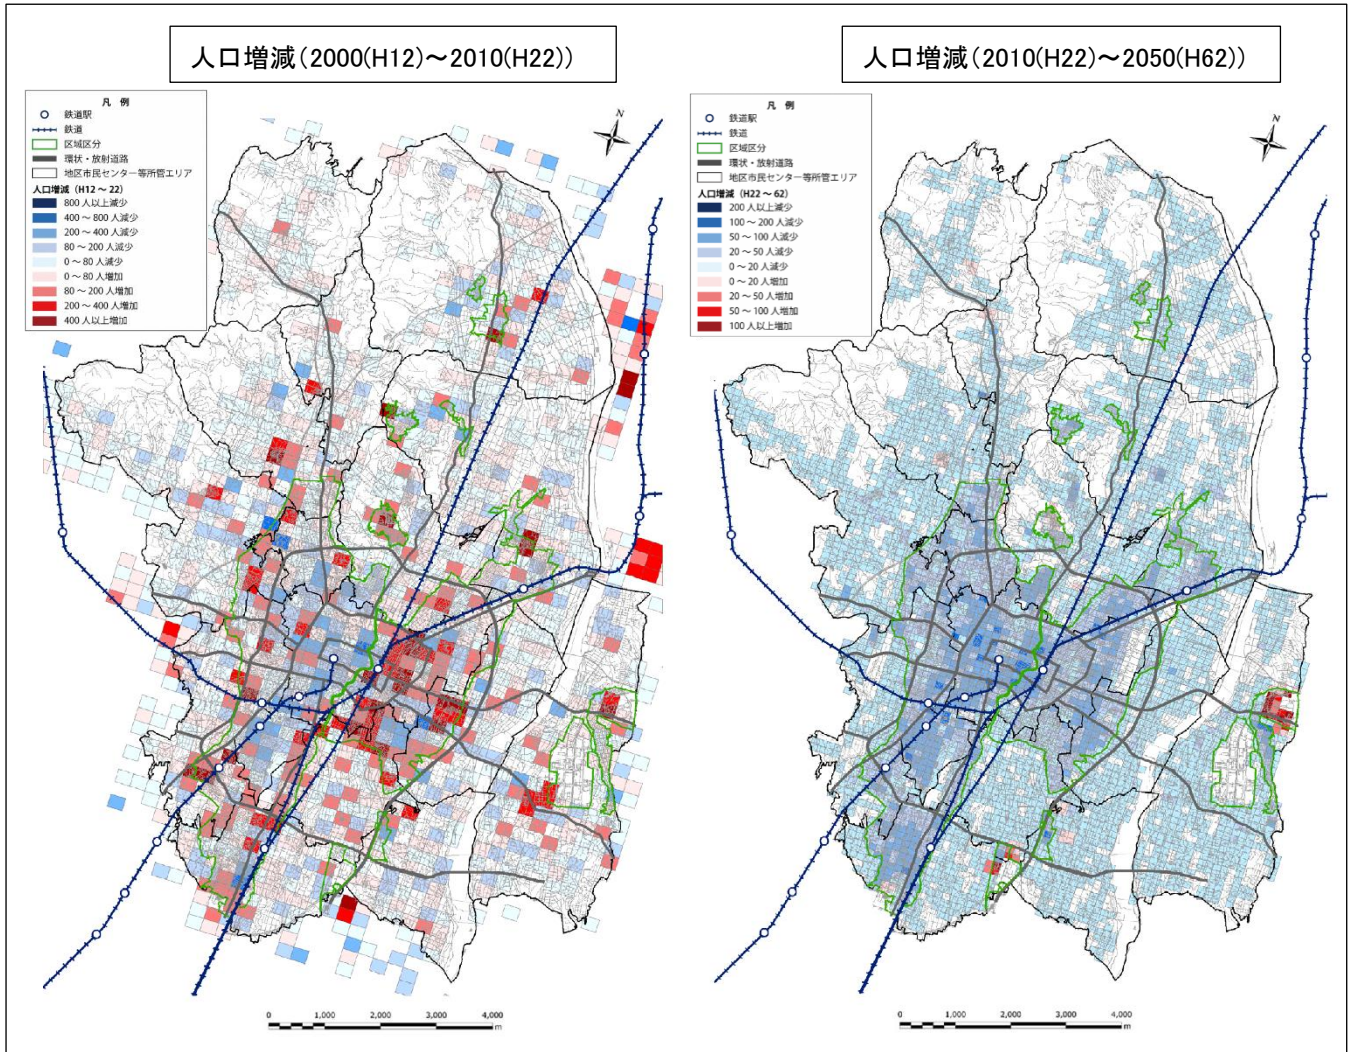 人口増減(2000(H12)~2010(H22))
凡 例
鉄道駅
鉄道
区域区分
環状・放射道路
地区市民センター等所管エリア
人口増減(H12 ~ 22)
800 人以上減少
400 ~ 800 人減少
200 ~ 400 人減少
80 ~ 200 人減少
0 ~ 80 人減少
0 ~ 80 人増加
80 ~ 200 人増加
200 ~ 400 人増加
400 人以上増加
N
0 1,000 2,000 3,000 4,000
m
人口増減(2010(H22)~2050(H62))
凡 例
鉄道駅
鉄道
区域区分
環状・放射道路
地区市民センター等所管エリア
人口増減(H22 ~ 62)
200 人以上減少
100 ~ 200 人減少
50 ~ 100 人減少
20 ~ 50 人減少
0 ~ 20 人減少
0 ~ 20 人増加
20 ~ 50 人増加
50 ~ 100 人増加
100 人以上増加
N
0 1,000 2,000 3,000 4,000
m